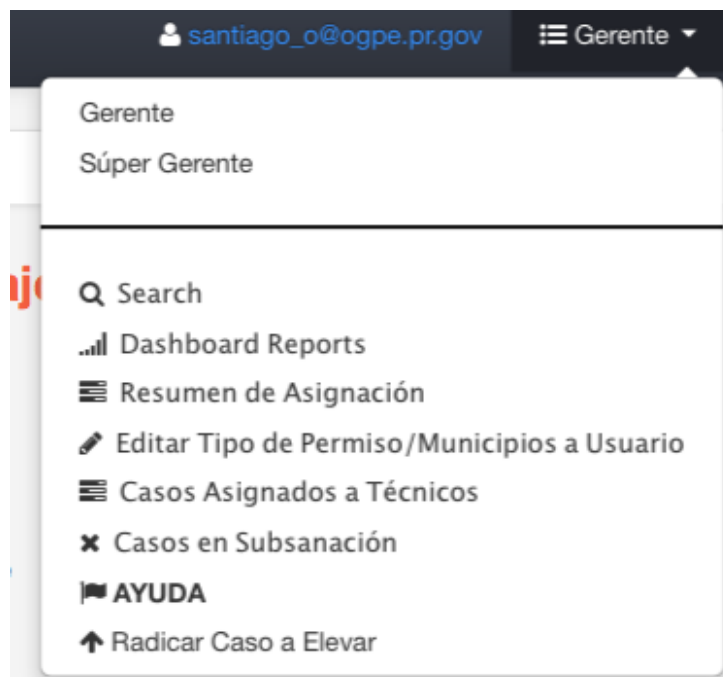 santiago_o@ogpe.pr.gov Gerente
Gerente
Súper Gerente
Search
Dashboard Reports
Resumen de Asignación
Editar Tipo de Permiso/Municipios a Usuario
Casos Asignados a Técnicos
Casos en Subsanación
AYUDA
Radicar Caso a Elevar